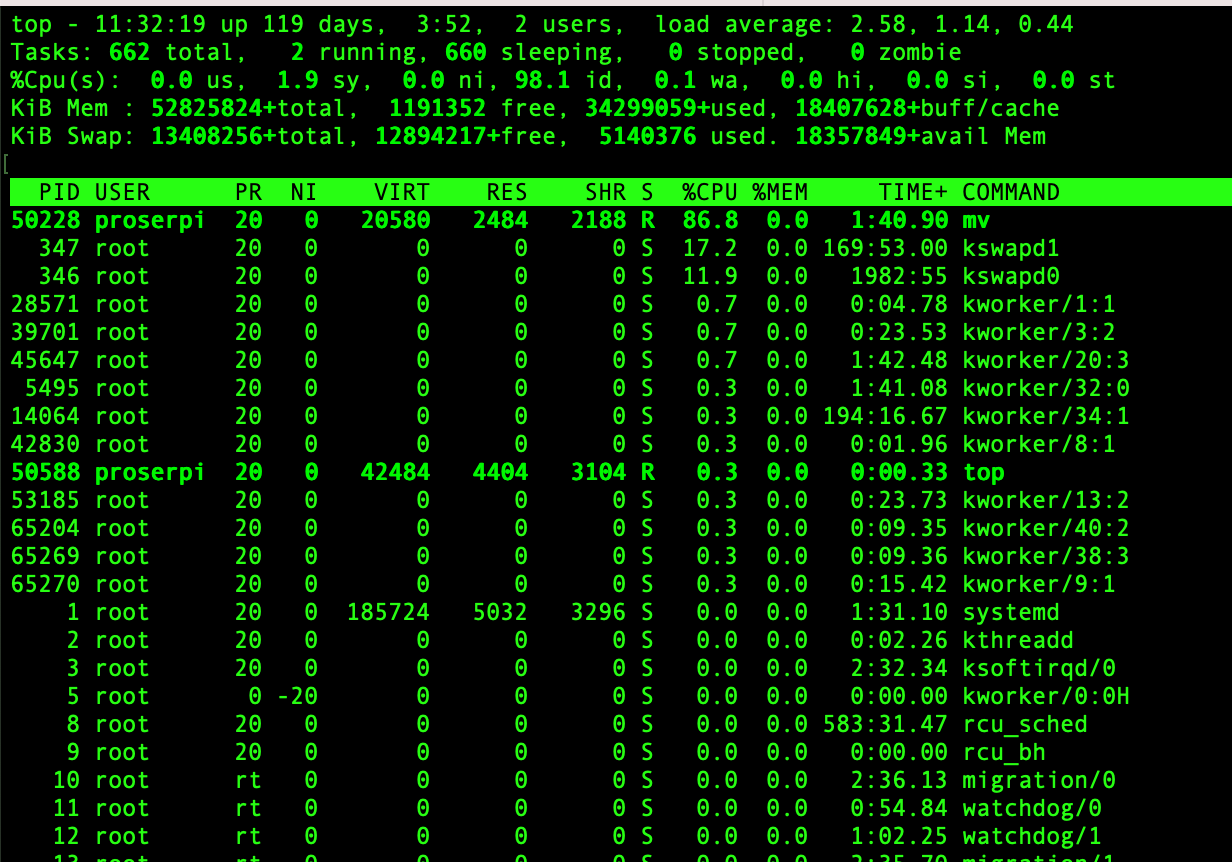 top - 11:32:19 up 119 days,  3:52,  2 users,  load average: 2.58, 1.14, 0.44
Tasks: 662 total,   2 running, 660 sleeping,   0 stopped,   0 zombie
%Cpu(s):  0.0 us,  1.9 sy,  0.0 ni, 98.1 id,  0.1 wa,  0.0 hi,  0.0 si,  0.0 st
KiB Mem : 52825824+total,  1191352 free, 34299059+used, 18407628+buff/cache
KiB Swap: 13408256+total, 12894217+free,  5140376 used. 18357849+avail Mem
[
PID USER PR NI VIRT RES SHR S %CPU %MEM TIME+ COMMAND
50228 proserpi 20 0 20580 2484 2188 R 86.8 0.0 1:40.90 mv
347 root 20 0 0 0 0 S 17.2 0.0 169:53.00 kswapd1
346 root 20 0 0 0 0 S 11.9 0.0 1982:55 kswapd0
28571 root 20 0 0 0 0 S 0.7 0.0 0:04.78 kworker/1:1
39701 root 20 0 0 0 0 S 0.7 0.0 0:23.53 kworker/3:2
45647 root 20 0 0 0 0 S 0.7 0.0 1:42.48 kworker/20:3
5495 root 20 0 0 0 0 S 0.3 0.0 1:41.08 kworker/32:0
14064 root 20 0 0 0 0 S 0.3 0.0 194:16.67 kworker/34:1
42830 root 20 0 0 0 0 S 0.3 0.0 0:01.96 kworker/8:1
50588 proserpi 20 0 42484 4404 3104 R 0.3 0.0 0:00.33 top
53185 root 20 0 0 0 0 S 0.3 0.0 0:23.73 kworker/13:2
65204 root 20 0 0 0 0 S 0.3 0.0 0:09.35 kworker/40:2
65269 root 20 0 0 0 0 S 0.3 0.0 0:09.36 kworker/38:3
65270 root 20 0 0 0 0 S 0.3 0.0 0:15.42 kworker/9:1
1 root 20 0 185724 5032 3296 S 0.0 0.0 1:31.10 systemd
2 root 20 0 0 0 0 S 0.0 0.0 0:02.26 kthreadd
3 root 20 0 0 0 0 S 0.0 0.0 2:32.34 ksoftirqd/0
5 root 0 -20 0 0 0 S 0.0 0.0 0:00.00 kworker/0:0H
8 root 20 0 0 0 0 S 0.0 0.0 583:31.47 rcu_sched
9 root 20 0 0 0 0 S 0.0 0.0 0:00.00 rcu_bh
10 root rt 0 0 0 0 S 0.0 0.0 2:36.13 migration/0
11 root rt 0 0 0 0 S 0.0 0.0 0:54.84 watchdog/0
12 root rt 0 0 0 0 S 0.0 0.0 1:02.25 watchdog/1
13 root rt 0 0 0 0 S 0.0 0.0 2:35.70 migration/1